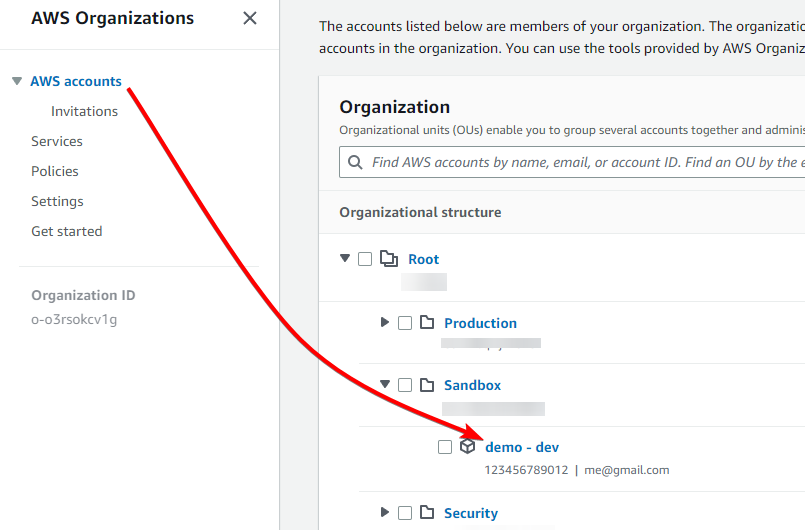 AWS Organizations
AWS accounts
Invitations
Services
Policies
Settings
Get started
Organization ID
o-o3rsokcv1g
The accounts listed below are members of your organization. The organizatio
accounts in the organization. You can use the tools provided by AWS Organiz
Organization
Organizational units (OUs) enable you to group several accounts together and adminis
Find AWS accounts by name, email, or account ID. Find an OU by the e
Organizational structure
Root
Production
Sandbox
demo - dev
123456789012 | me@gmail.com
Security